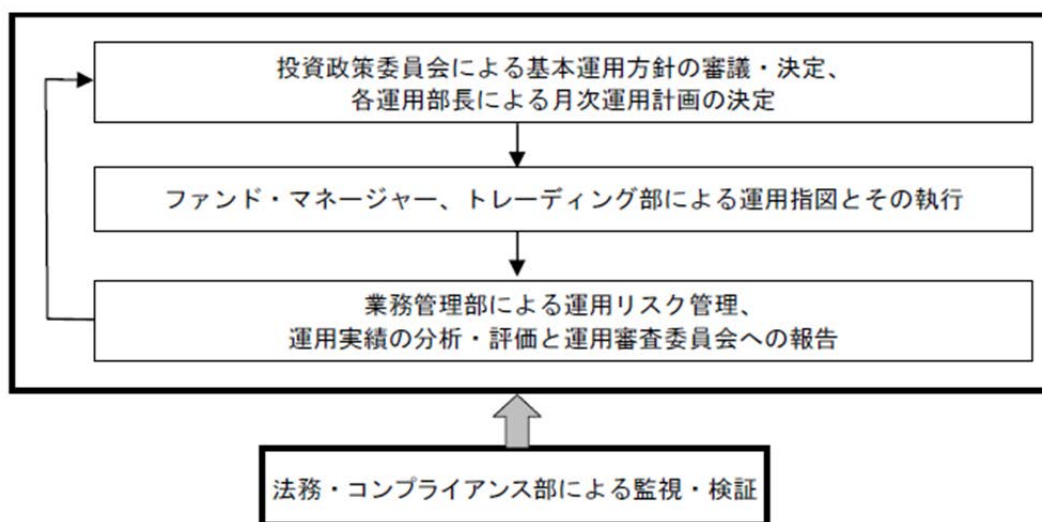 投資政策委員会による基本運用方針の審議・決定、
各運用部長による月次運用計画の決定
ファンド・マネージャー、トレーディング部による運用指図とその執行
業務管理部による運用リスク管理、
運用実績の分析・評価と運用審査委員会への報告
法務・コンプライアンス部による監視・検証